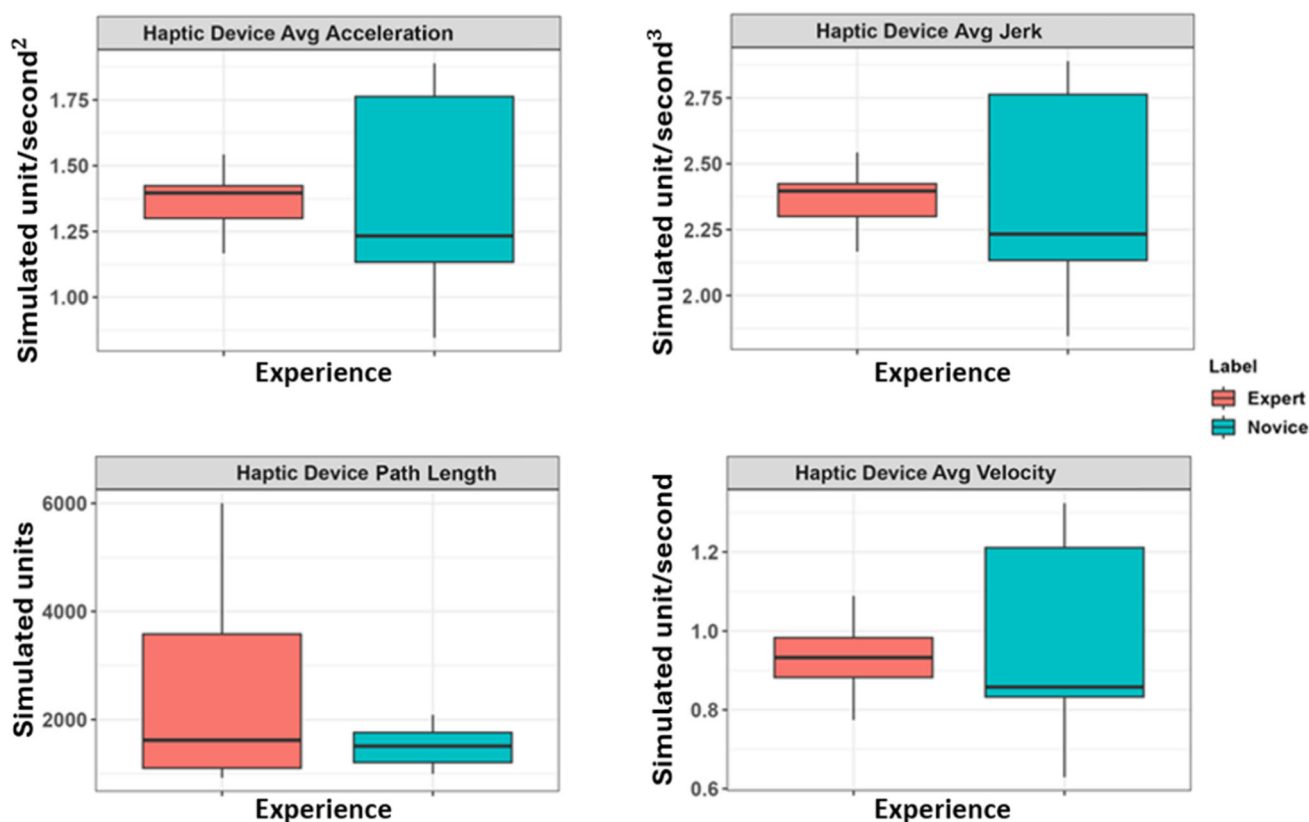 Haptic Device Avg Acceleration
Simulated unit/second²
1.75
1.50
1.25
1.00
Experience
Haptic Device Avg Jerk
Simulated unit/second³
2.75
2.50
2.25
2.00
Experience
Label
Expert
Novice
Haptic Device Path Length
Simulated units
6000
4000
2000
Experience
Haptic Device Avg Velocity
Simulated unit/second
1.2
1.0
0.8
0.6
Experience